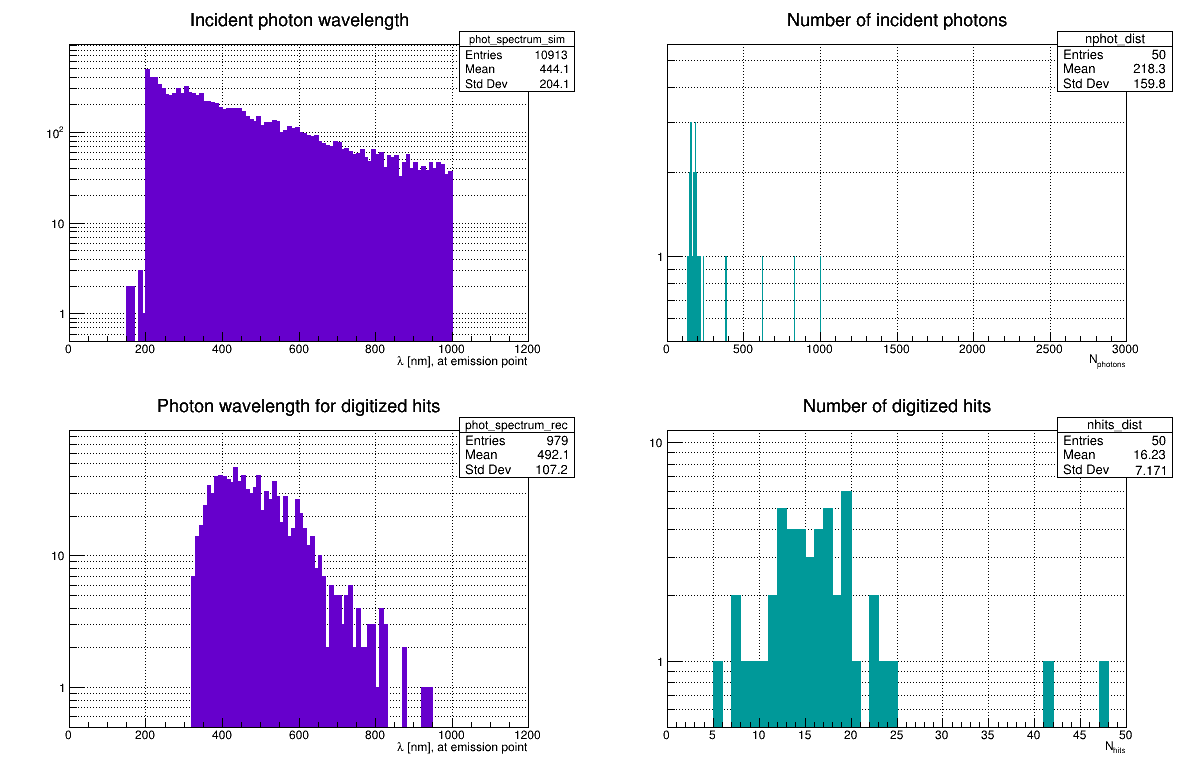 Incident photon wavelength
phot_spectrum_sim
Entries 10913
Mean 444.1
Std Dev 204.1
10²
10
1
0 200 400 600 800 1000 1200
λ [nm], at emission point
Number of incident photons
nphot_dist
Entries 50
Mean 218.3
Std Dev 159.8
1
0 500 1000 1500 2000 2500 3000
Nphotons
Photon wavelength for digitized hits
phot_spectrum_rec
Entries 979
Mean 492.1
Std Dev 107.2
10
1
0 200 400 600 800 1000 1200
λ [nm], at emission point
Number of digitized hits
nhits_dist
Entries 50
Mean 16.23
Std Dev 7.171
10
1
0 5 10 15 20 25 30 35 40 45 50
Nhits